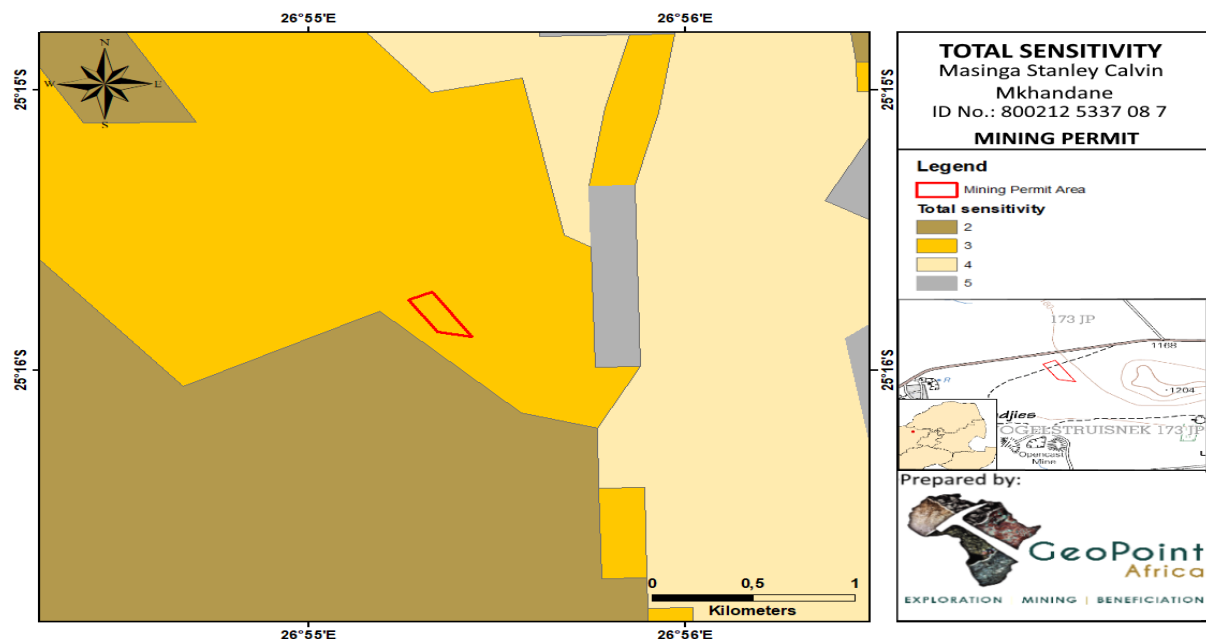 26°55'E
26°56'E
25°15'S
25°15'S
25°16'S
25°16'S
26°55'E
26°56'E
N
W
E
S
0
0,5
1
Kilometers
TOTAL SENSITIVITY
Masinga Stanley Calvin
Mkhandane
ID No.: 800212 5337 08 7
MINING PERMIT
Legend
Mining Permit Area
Total sensitivity
2
3
4
5
173 JP
1168
1204
R
adjies
OGELSTRUISNEK 173 JP
Opencast
Mine
Prepared by:
GeoPoint
Africa
EXPLORATION MINING | BENEFICIATION